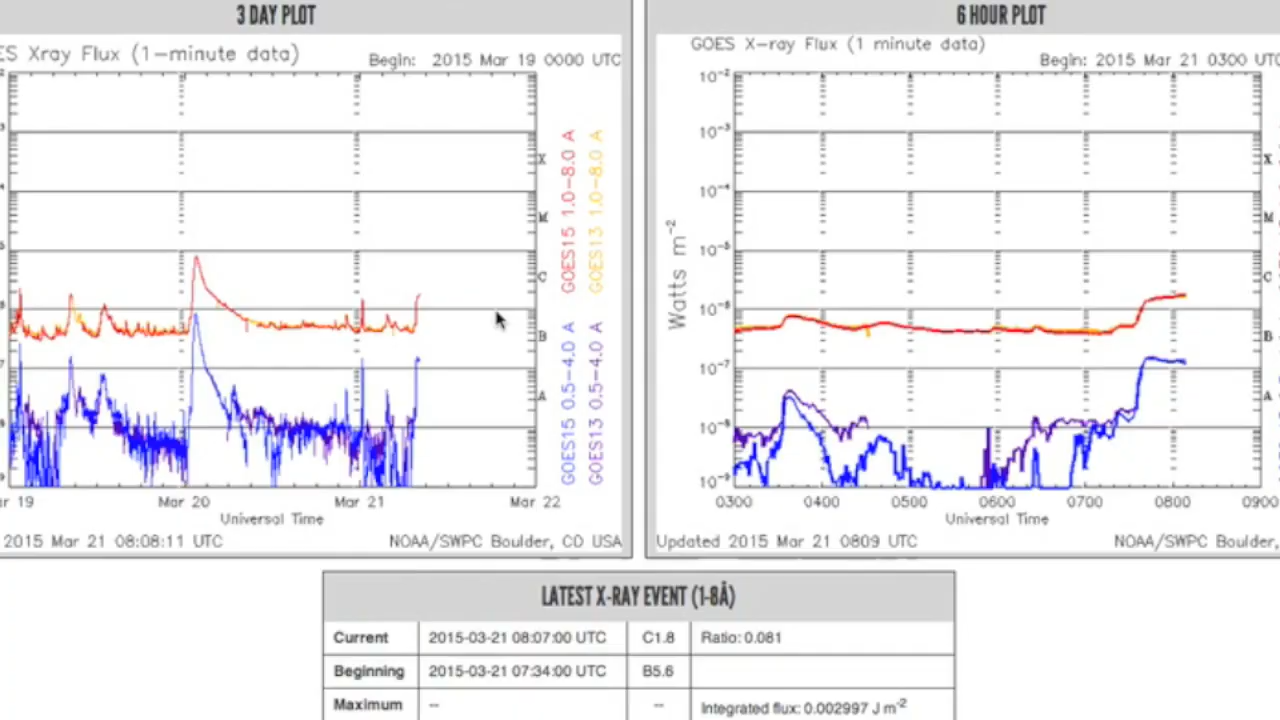 3 DAY PLOT
ES Xray Flux (1-minute data)
Begin: 2015 Mar 19 0000 UTC
X
M
C
B
A
GOES15 1.0-8.0 A
GOES13 1.0-8.0 A
GOES15 0.5-4.0 A
GOES13 0.5-4.0 A
ar 19 Mar 20 Mar 21 Mar 22
Universal Time
2015 Mar 21 08:08:11 UTC NOAA/SWPC Boulder, CO USA
6 HOUR PLOT
GOES X-ray Flux (1 minute data)
Begin: 2015 Mar 21 0300 UTC
10⁻²
10⁻³
10⁻⁴
10⁻⁵
10⁻⁶
10⁻⁷
10⁻⁸
10⁻⁹
Watts m⁻²
X
M
C
B
A
0300 0400 0500 0600 0700 0800 0900
Universal Time
Updated 2015 Mar 21 0809 UTC NOAA/SWPC Boulder,
LATEST X-RAY EVENT (1-8Å)
Current 2015-03-21 08:07:00 UTC C1.8 Ratio: 0.081
Beginning 2015-03-21 07:34:00 UTC B5.6
Maximum -- -- Integrated flux: 0.002997 J m⁻²